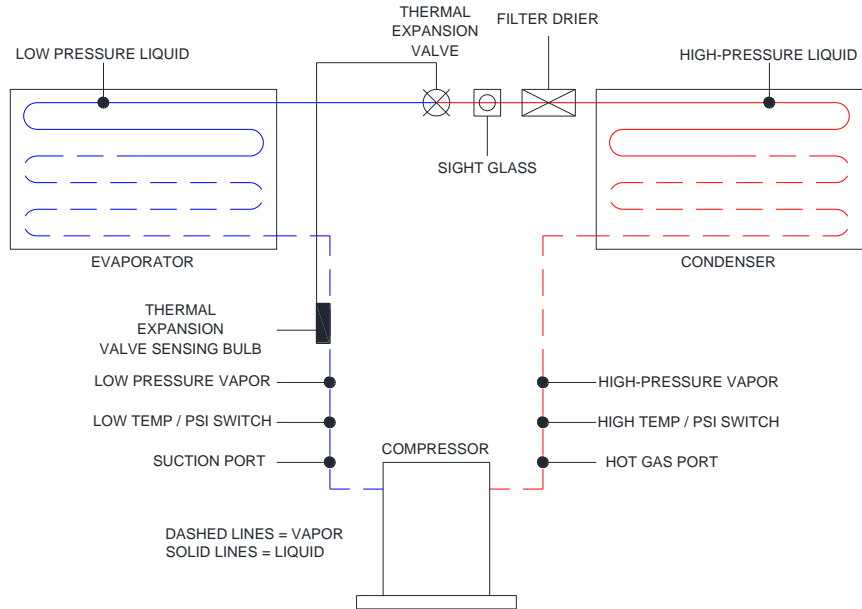 THERMAL
EXPANSION
VALVE
FILTER DRIER
LOW PRESSURE LIQUID
HIGH-PRESSURE LIQUID
SIGHT GLASS
EVAPORATOR
CONDENSER
THERMAL
EXPANSION
VALVE SENSING BULB
LOW PRESSURE VAPOR
HIGH-PRESSURE VAPOR
LOW TEMP / PSI SWITCH
HIGH TEMP / PSI SWITCH
COMPRESSOR
SUCTION PORT
HOT GAS PORT
DASHED LINES = VAPOR
SOLID LINES = LIQUID